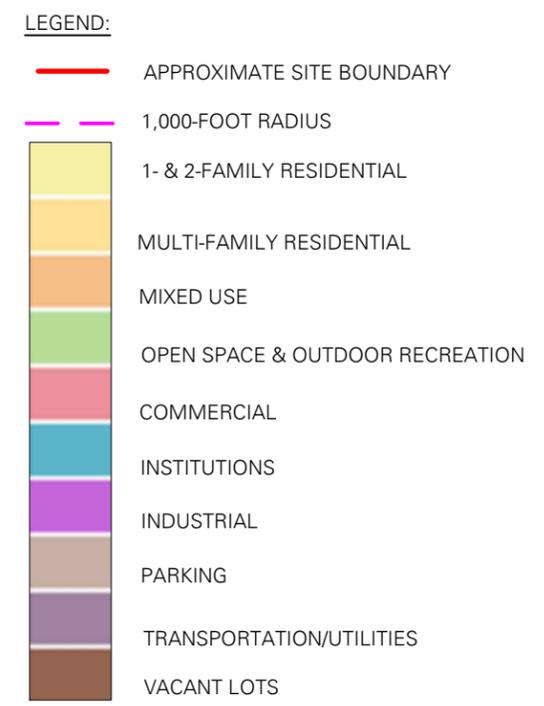 LEGEND:
APPROXIMATE SITE BOUNDARY
1,000-FOOT RADIUS
1- & 2-FAMILY RESIDENTIAL
MULTI-FAMILY RESIDENTIAL
MIXED USE
OPEN SPACE & OUTDOOR RECREATION
COMMERCIAL
INSTITUTIONS
INDUSTRIAL
PARKING
TRANSPORTATION/UTILITIES
VACANT LOTS